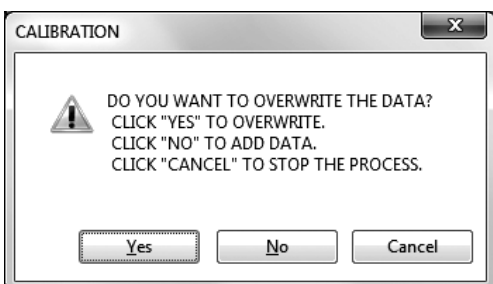 CALIBRATION
DO YOU WANT TO OVERWRITE THE DATA?
CLICK "YES" TO OVERWRITE.
CLICK "NO" TO ADD DATA.
CLICK "CANCEL" TO STOP THE PROCESS.
Yes No Cancel